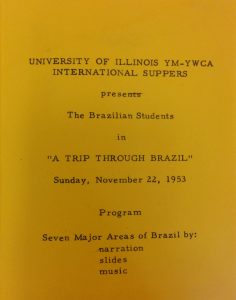 UNIVERSITY OF ILLINOIS YM-YWCA
INTERNATIONAL SUPPERS
presents
The Brazilian Students
in
"A TRIP THROUGH BRAZIL"
Sunday, November 22, 1953
Program
Seven Major Areas of Brazil by:
narration
slides
music